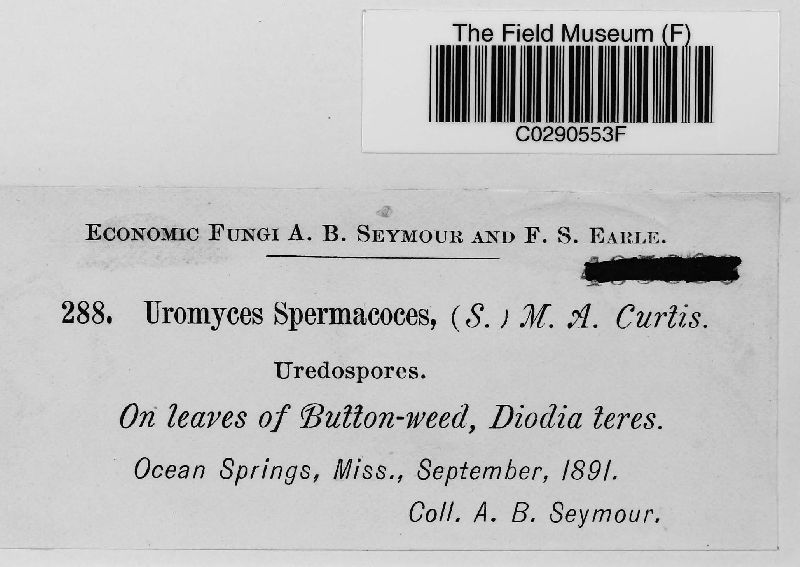 The Field Museum (F)
C0290553F
Economic Fungi A. B. Seymour and F. S. Earle.
288. Uromyces Spermacoces, (S.) M. A. Curtis.
Uredospores.
On leaves of Button-weed, Diodia teres.
Ocean Springs, Miss., September, 1891.
Coll. A. B. Seymour.